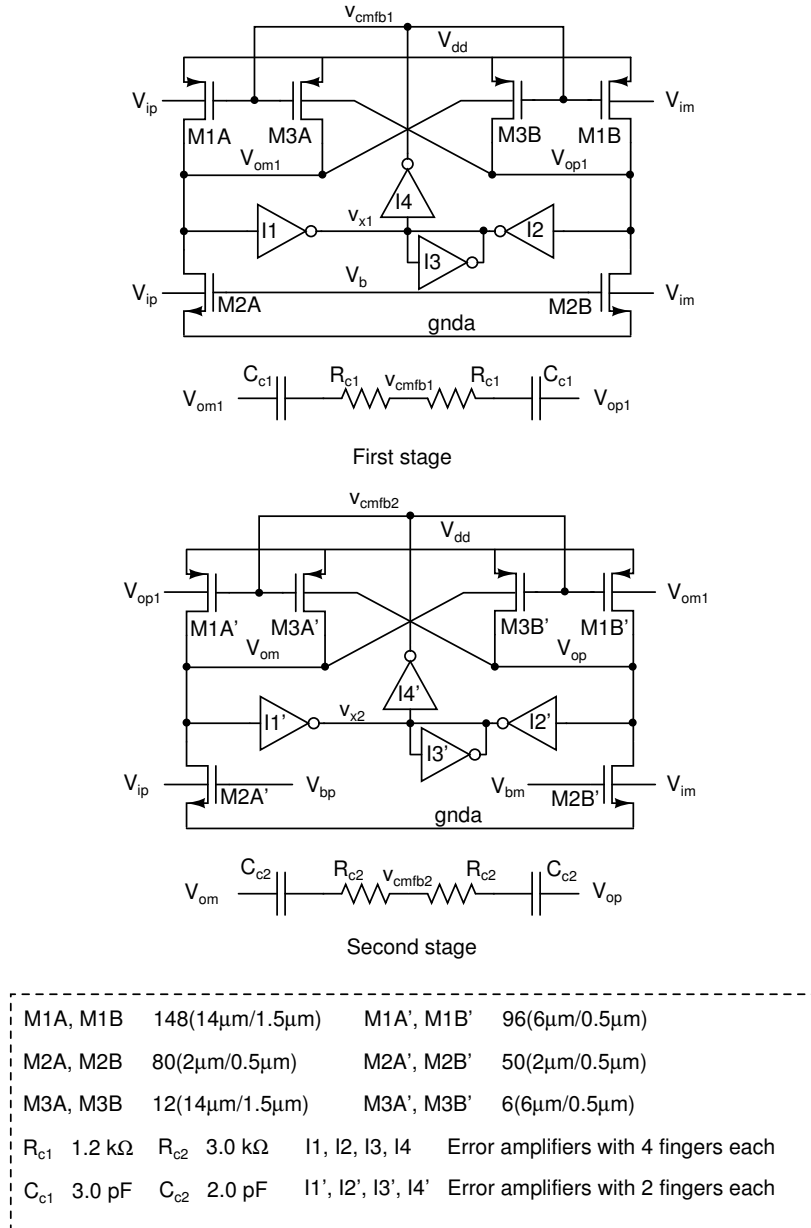 vcmfb1
Vdd
Vip
M1A
M3A
M3B
M1B
Vim
Vom1
Vop1
I4
I1
vx1
I2
I3
Vb
Vip
M2A
M2B
Vim
gnda
Cc1
Rc1
vcmfb1
Rc1
Cc1
Vom1
Vop1
First stage
vcmfb2
Vdd
Vop1
M1A'
M3A'
M3B'
M1B'
Vom1
Vom
Vop
I4'
I1'
vx2
I2'
I3'
Vip
M2A'
Vbp
Vbm
M2B'
Vim
gnda
Cc2
Rc2
vcmfb2
Rc2
Cc2
Vom
Vop
Second stage
M1A, M1B 148(14μm/1.5μm) M1A', M1B' 96(6μm/0.5μm)
M2A, M2B 80(2μm/0.5μm) M2A', M2B' 50(2μm/0.5μm)
M3A, M3B 12(14μm/1.5μm) M3A', M3B' 6(6μm/0.5μm)
Rc1 1.2 kΩ Rc2 3.0 kΩ I1, I2, I3, I4 Error amplifiers with 4 fingers each
Cc1 3.0 pF Cc2 2.0 pF I1', I2', I3', I4' Error amplifiers with 2 fingers each